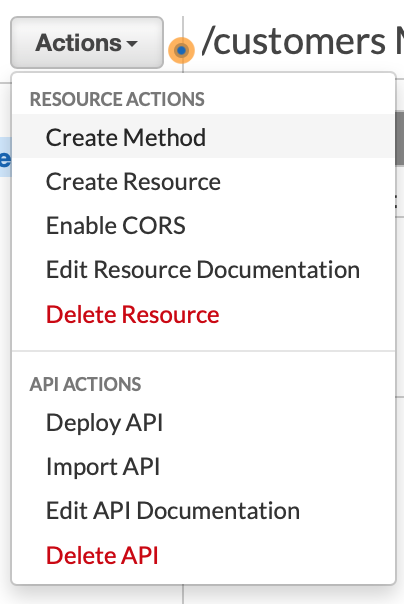 Actions
/customers
RESOURCE ACTIONS
Create Method
Create Resource
Enable CORS
Edit Resource Documentation
Delete Resource
API ACTIONS
Deploy API
Import API
Edit API Documentation
Delete API